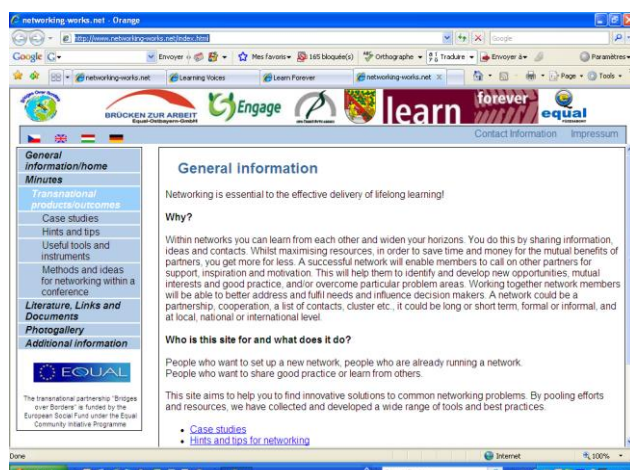 networking-works.net - Orange
http://www.networking-works.net/index.html
Google
Google
Envoyer
Mes favoris
165 bloquée(s)
Orthographe
Traduire
Envoyer à
Paramètres
networking-works.net
Learning Voices
Learn Forever
networking-works.net
Page
Tools
BRÜCKEN ZUR ARBEIT
Equal-Ostbayern-GsmbH
Engage
learn
forever
equal
Contact Information Impressum
General
information/home
Minutes
Transnational
products/outcomes
Case studies
Hints and tips
Useful tools and
instruments
Methods and ideas
for networking within a
conference
Literature, Links and
Documents
Photogallery
Additional information
EQUAL
The transnational partnership "Bridges
over Borders" is funded by the
European Social Fund under the Equal
Community Initiative Programme
General information
Networking is essential to the effective delivery of lifelong learning!
Why?
Within networks you can learn from each other and widen your horizons. You do this by sharing information,
ideas and contacts. Whilst maximising resources, in order to save time and money for the mutual benefits of
partners, you get more for less. A successful network will enable members to call on other partners for
support, inspiration and motivation. This will help them to identify and develop new opportunities, mutual
interests and good practice, and/or overcome particular problem areas. Working together network members
will be able to better address and fulfil needs and influence decision makers. A network could be a
partnership, cooperation, a list of contacts, cluster etc., it could be long or short term, formal or informal, and
at local, national or international level.
Who is this site for and what does it do?
People who want to set up a new network, people who are already running a network.
People who want to share good practice or learn from others.
This site aims to help you to find innovative solutions to common networking problems. By pooling efforts
and resources, we have collected and developed a wide range of tools and best practices.
Case studies
Hints and tips for networking
Done
Internet
100%